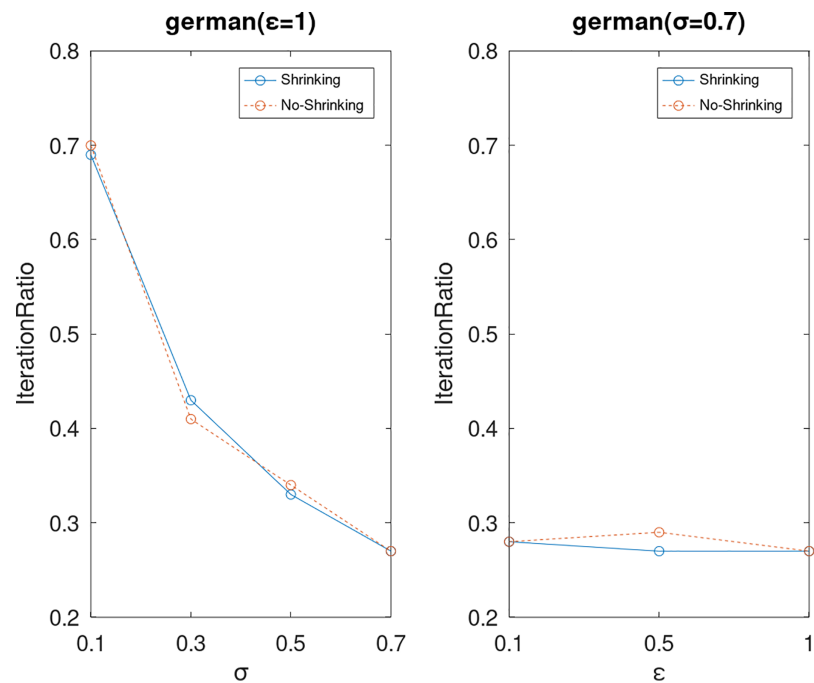 german(ε=1)
0.8
0.7
0.6
0.5
0.4
0.3
0.2
IterationRatio
0.1 0.3 0.5 0.7
σ
Shrinking
No-Shrinking
german(σ=0.7)
0.8
0.7
0.6
0.5
0.4
0.3
0.2
IterationRatio
0.1 0.5 1
ε
Shrinking
No-Shrinking